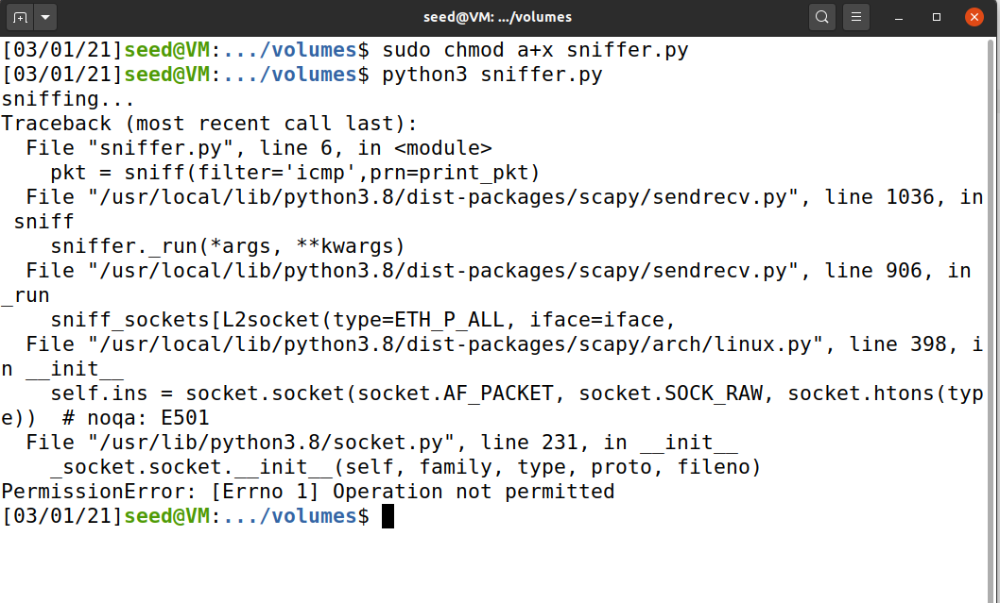 seed@VM: .../volumes
[03/01/21]seed@VM:.../volumes$ sudo chmod a+x sniffer.py
[03/01/21]seed@VM:.../volumes$ python3 sniffer.py
sniffing...
Traceback (most recent call last):
  File "sniffer.py", line 6, in <module>
    pkt = sniff(filter='icmp',prn=print_pkt)
  File "/usr/local/lib/python3.8/dist-packages/scapy/sendrecv.py", line 1036, in
 sniff
    sniffer._run(*args, **kwargs)
  File "/usr/local/lib/python3.8/dist-packages/scapy/sendrecv.py", line 906, in
_run
    sniff_sockets[L2socket(type=ETH_P_ALL, iface=iface,
  File "/usr/local/lib/python3.8/dist-packages/scapy/arch/linux.py", line 398, i
n __init__
    self.ins = socket.socket(socket.AF_PACKET, socket.SOCK_RAW, socket.htons(typ
e))  # noqa: E501
  File "/usr/lib/python3.8/socket.py", line 231, in __init__
    _socket.socket.__init__(self, family, type, proto, fileno)
PermissionError: [Errno 1] Operation not permitted
[03/01/21]seed@VM:.../volumes$